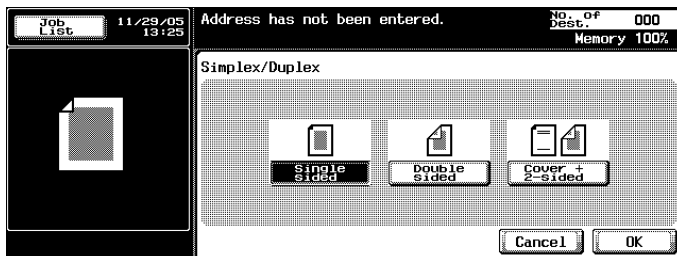 Job
List
11/29/05
13:25
Address has not been entered.
No. of
Dest.
000
Memory 100%
Simplex/Duplex
Single
sided
Double
sided
Cover +
2-sided
Cancel
OK